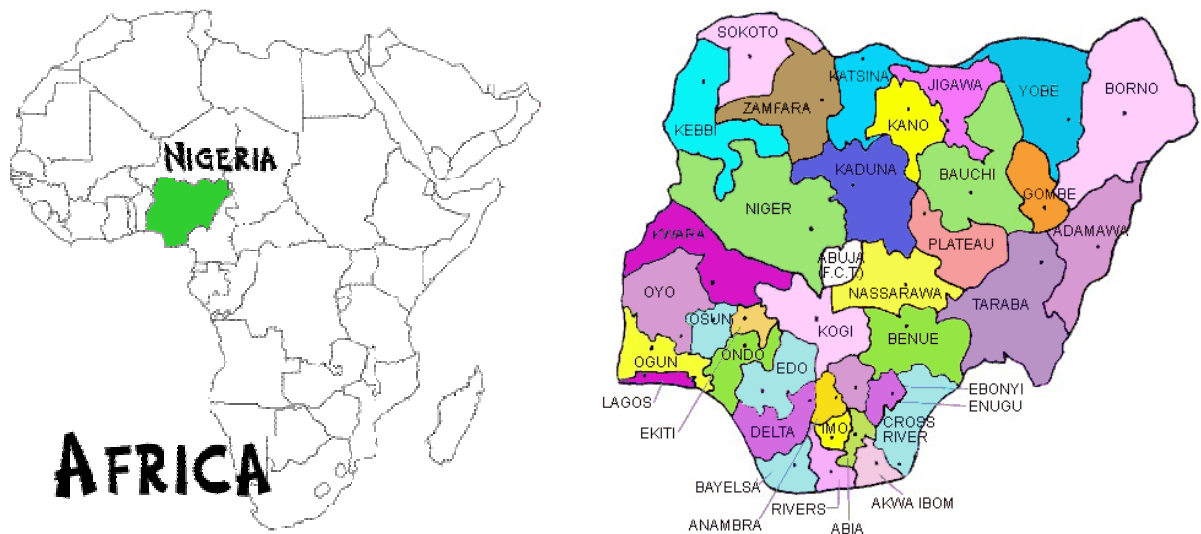 NIGERIA
AFRICA
SOKOTO
KATSINA
JIGAWA
YOBE
BORNO
ZAMFARA
KANO
KEBBI
KADUNA
BAUCHI
GOMBE
NIGER
ADAMAWA
KWARA
PLATEAU
ABUJA
(F.C.T.)
NASSARAWA
OYO
TARABA
OSUN
KOGI
BENUE
OGUN
ONDO
EDO
LAGOS
EBONYI
ENUGU
EKITI
DELTA
IMO
CROSS
RIVER
BAYELSA
RIVERS
AKWA IBOM
ANAMBRA
ABIA